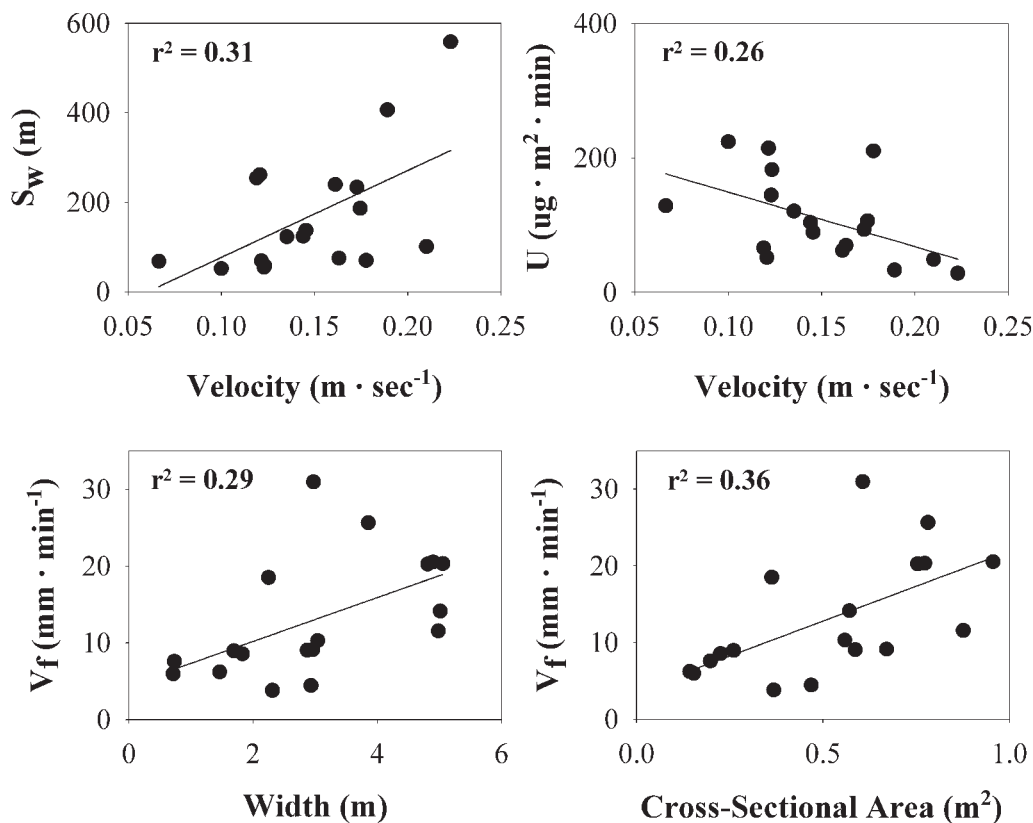 600
400
200
0
S_w (m)
r² = 0.31
0.05 0.10 0.15 0.20 0.25
Velocity (m · sec⁻¹)
400
200
0
U (ug · m² · min)
r² = 0.26
0.05 0.10 0.15 0.20 0.25
Velocity (m · sec⁻¹)
30
20
10
0
V_f (mm · min⁻¹)
r² = 0.29
0 2 4 6
Width (m)
30
20
10
0
V_f (mm · min⁻¹)
r² = 0.36
0.0 0.5 1.0
Cross-Sectional Area (m²)